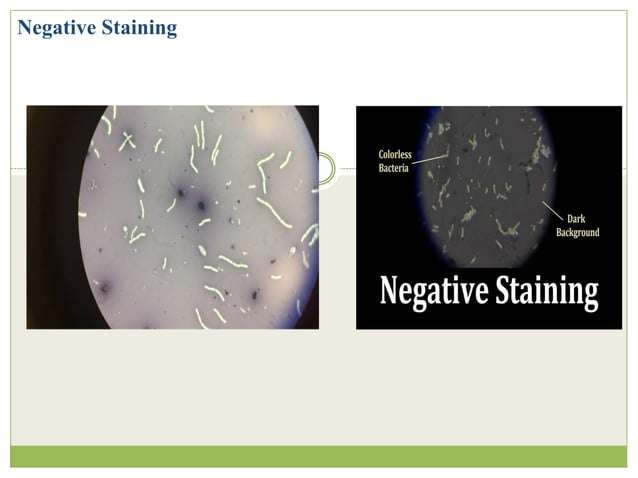 Negative Staining
Colorless
Bacteria
Dark
Background
Negative Staining